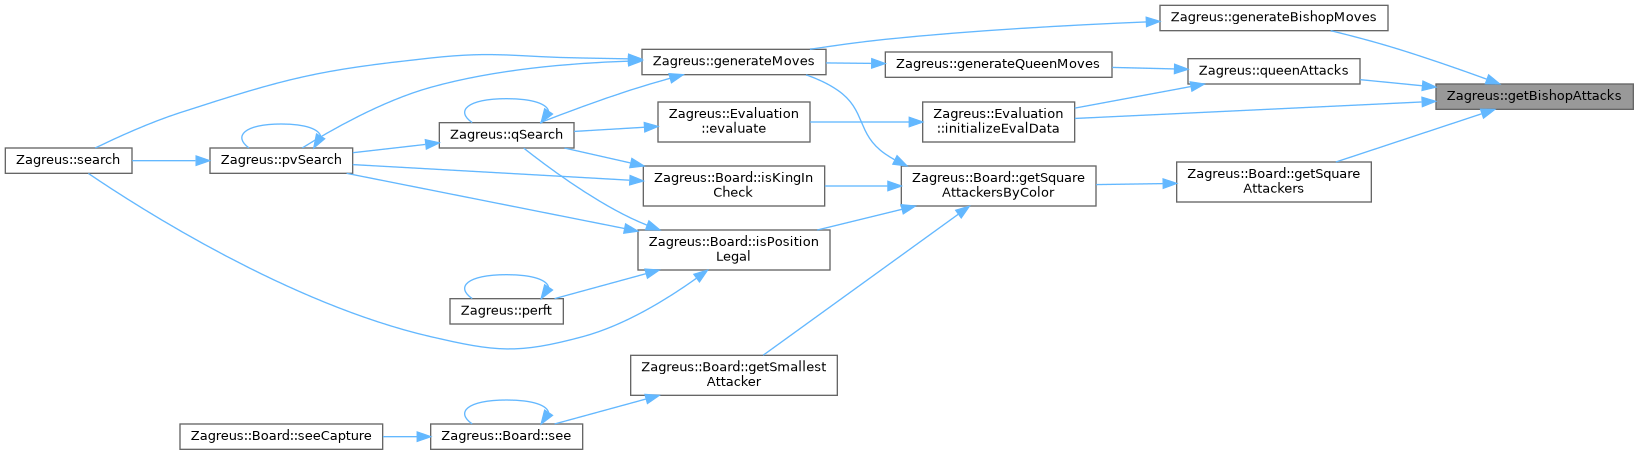 Zagreus::generateBishopMoves
Zagreus::generateMoves
Zagreus::generateQueenMoves
Zagreus::queenAttacks
Zagreus::getBishopAttacks
Zagreus::Evaluation
::evaluate
Zagreus::Evaluation
::initializeEvalData
Zagreus::qSearch
Zagreus::search
Zagreus::pvSearch
Zagreus::Board::isKingIn
Check
Zagreus::Board::getSquare
AttackersByColor
Zagreus::Board::getSquare
Attackers
Zagreus::Board::isPosition
Legal
Zagreus::perft
Zagreus::Board::getSmallest
Attacker
Zagreus::Board::seeCapture
Zagreus::Board::see